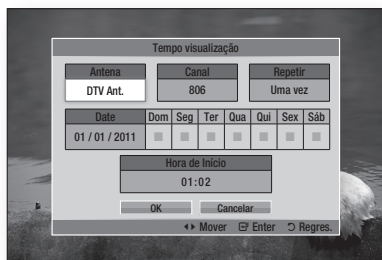 Tempo visualização
Antena Canal Repetir
DTV Ant. 806 Uma vez
Date Dom Seg Ter Qua Qui Sex Sáb
01 / 01 / 2011
Hora de Início
01:02
OK Cancelar
Mover Enter Regres.